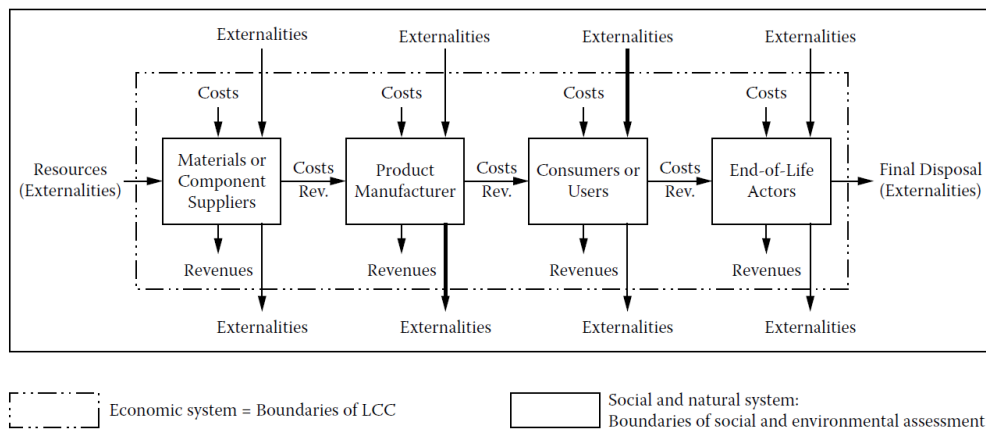 Externalities
Externalities
Externalities
Externalities
Costs
Costs
Costs
Costs
Resources
(Externalities)
Materials or
Component
Suppliers
Costs
Rev.
Product
Manufacturer
Costs
Rev.
Consumers or
Users
Costs
Rev.
End-of-Life
Actors
Final Disposal
(Externalities)
Revenues
Revenues
Revenues
Revenues
Externalities
Externalities
Externalities
Externalities
Economic system = Boundaries of LCC
Social and natural system:
Boundaries of social and environmental assessment